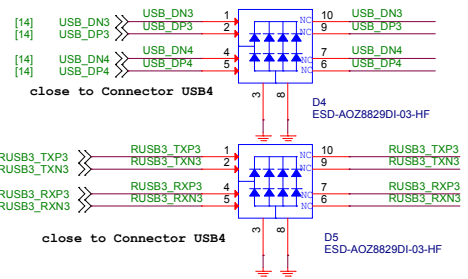 USB_DN3 1 10 USB_DN3
[14] USB_DN3 NC
[14] USB_DP3 USB_DP3 2 NC 9 USB_DP3
USB_DN4 4 7 USB_DN4
[14] USB_DN4 NC
[14] USB_DP4 USB_DP4 5 NC 6 USB_DP4
close to Connector USB4
3 8
D4
ESD-AOZ8829DI-03-HF
RUSB3_TXP3 RUSB3_TXP3 1 NC 10 RUSB3_TXP3
RUSB3_TXN3 RUSB3_TXN3 2 NC 9 RUSB3_TXN3
RUSB3_RXP3 RUSB3_RXP3 4 NC 7 RUSB3_RXP3
RUSB3_RXN3 RUSB3_RXN3 5 NC 6 RUSB3_RXN3
close to Connector USB4
3 8
D5
ESD-AOZ8829DI-03-HF